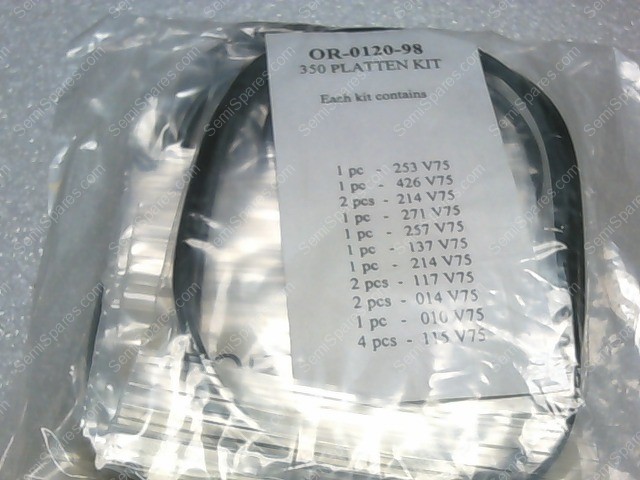 OR-0120-98
350 PLATTEN KIT
Each kit contains
1 pc - 253 V75
1 pc - 426 V75
2 pcs - 214 V75
1 pc - 271 V75
1 pc - 257 V75
1 pc - 137 V75
1 pc - 214 V75
2 pcs - 117 V75
2 pcs - 014 V75
1 pc - 010 V75
4 pcs - 115 V75
SemiSpares.com